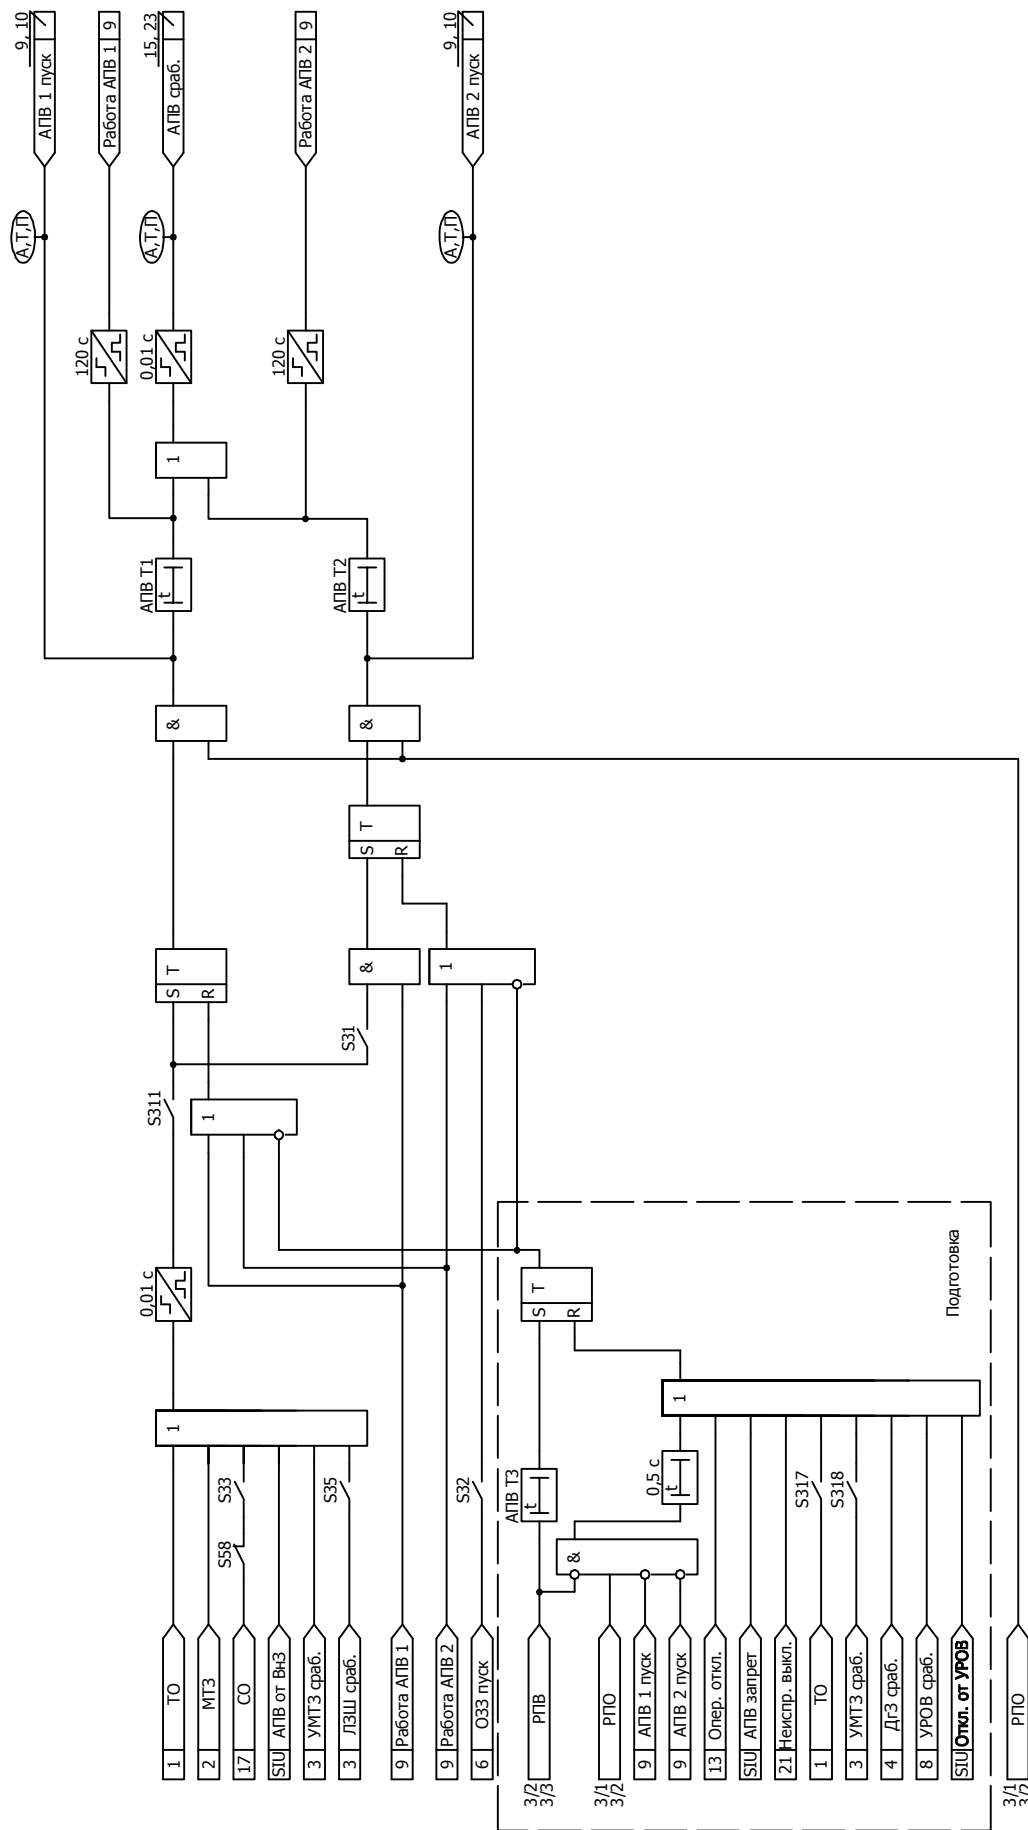 9, 10
АПВ 1 пуск
Работа АПВ 1 9
15, 23
АПВ сраб.
Работа АПВ 2 9
9, 10
АПВ 2 пуск
А,Т,П
А,Т,П
А,Т,П
120 с
0,01 с
120 с
1
АПВ Т1
t
АПВ Т2
t
&
&
S T
R
S T
R
&
1
S31
S311
1
0,01 с
1
S33
S58
S35
S32
Подготовка
S T
R
1
АПВ Т3
t
0,5 с
t
S317
S318
&
1 ТО
2 МТЗ
17 СО
SIU АПВ от ВнЗ
3 УМТЗ сраб.
3 ЛЗШ сраб.
9 Работа АПВ 1
9 Работа АПВ 2
6 ОЗЗ пуск
3/2
3/3
РПВ
3/1
3/2
РПО
9 АПВ 1 пуск
9 АПВ 2 пуск
13 Опер. откл.
SIU АПВ запрет
21 Неиспр. выкл.
1 ТО
3 УМТЗ сраб.
4 ДгЗ сраб.
8 УРОВ сраб.
SIU Откл. от УРОВ
3/1
3/2
РПО